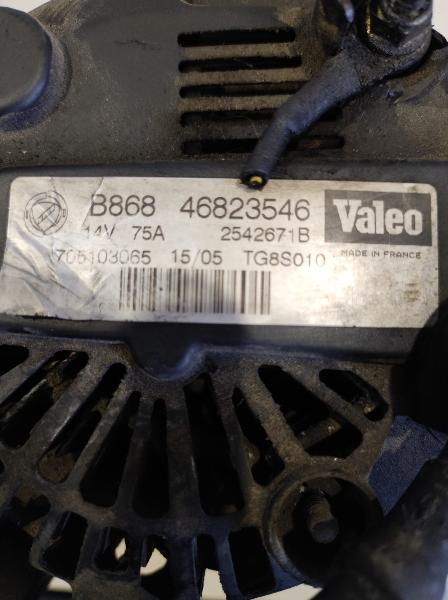 B868 46823546 Valeo
14V 75A 2542671B MADE IN FRANCE
705103065 15/05 TG8S010